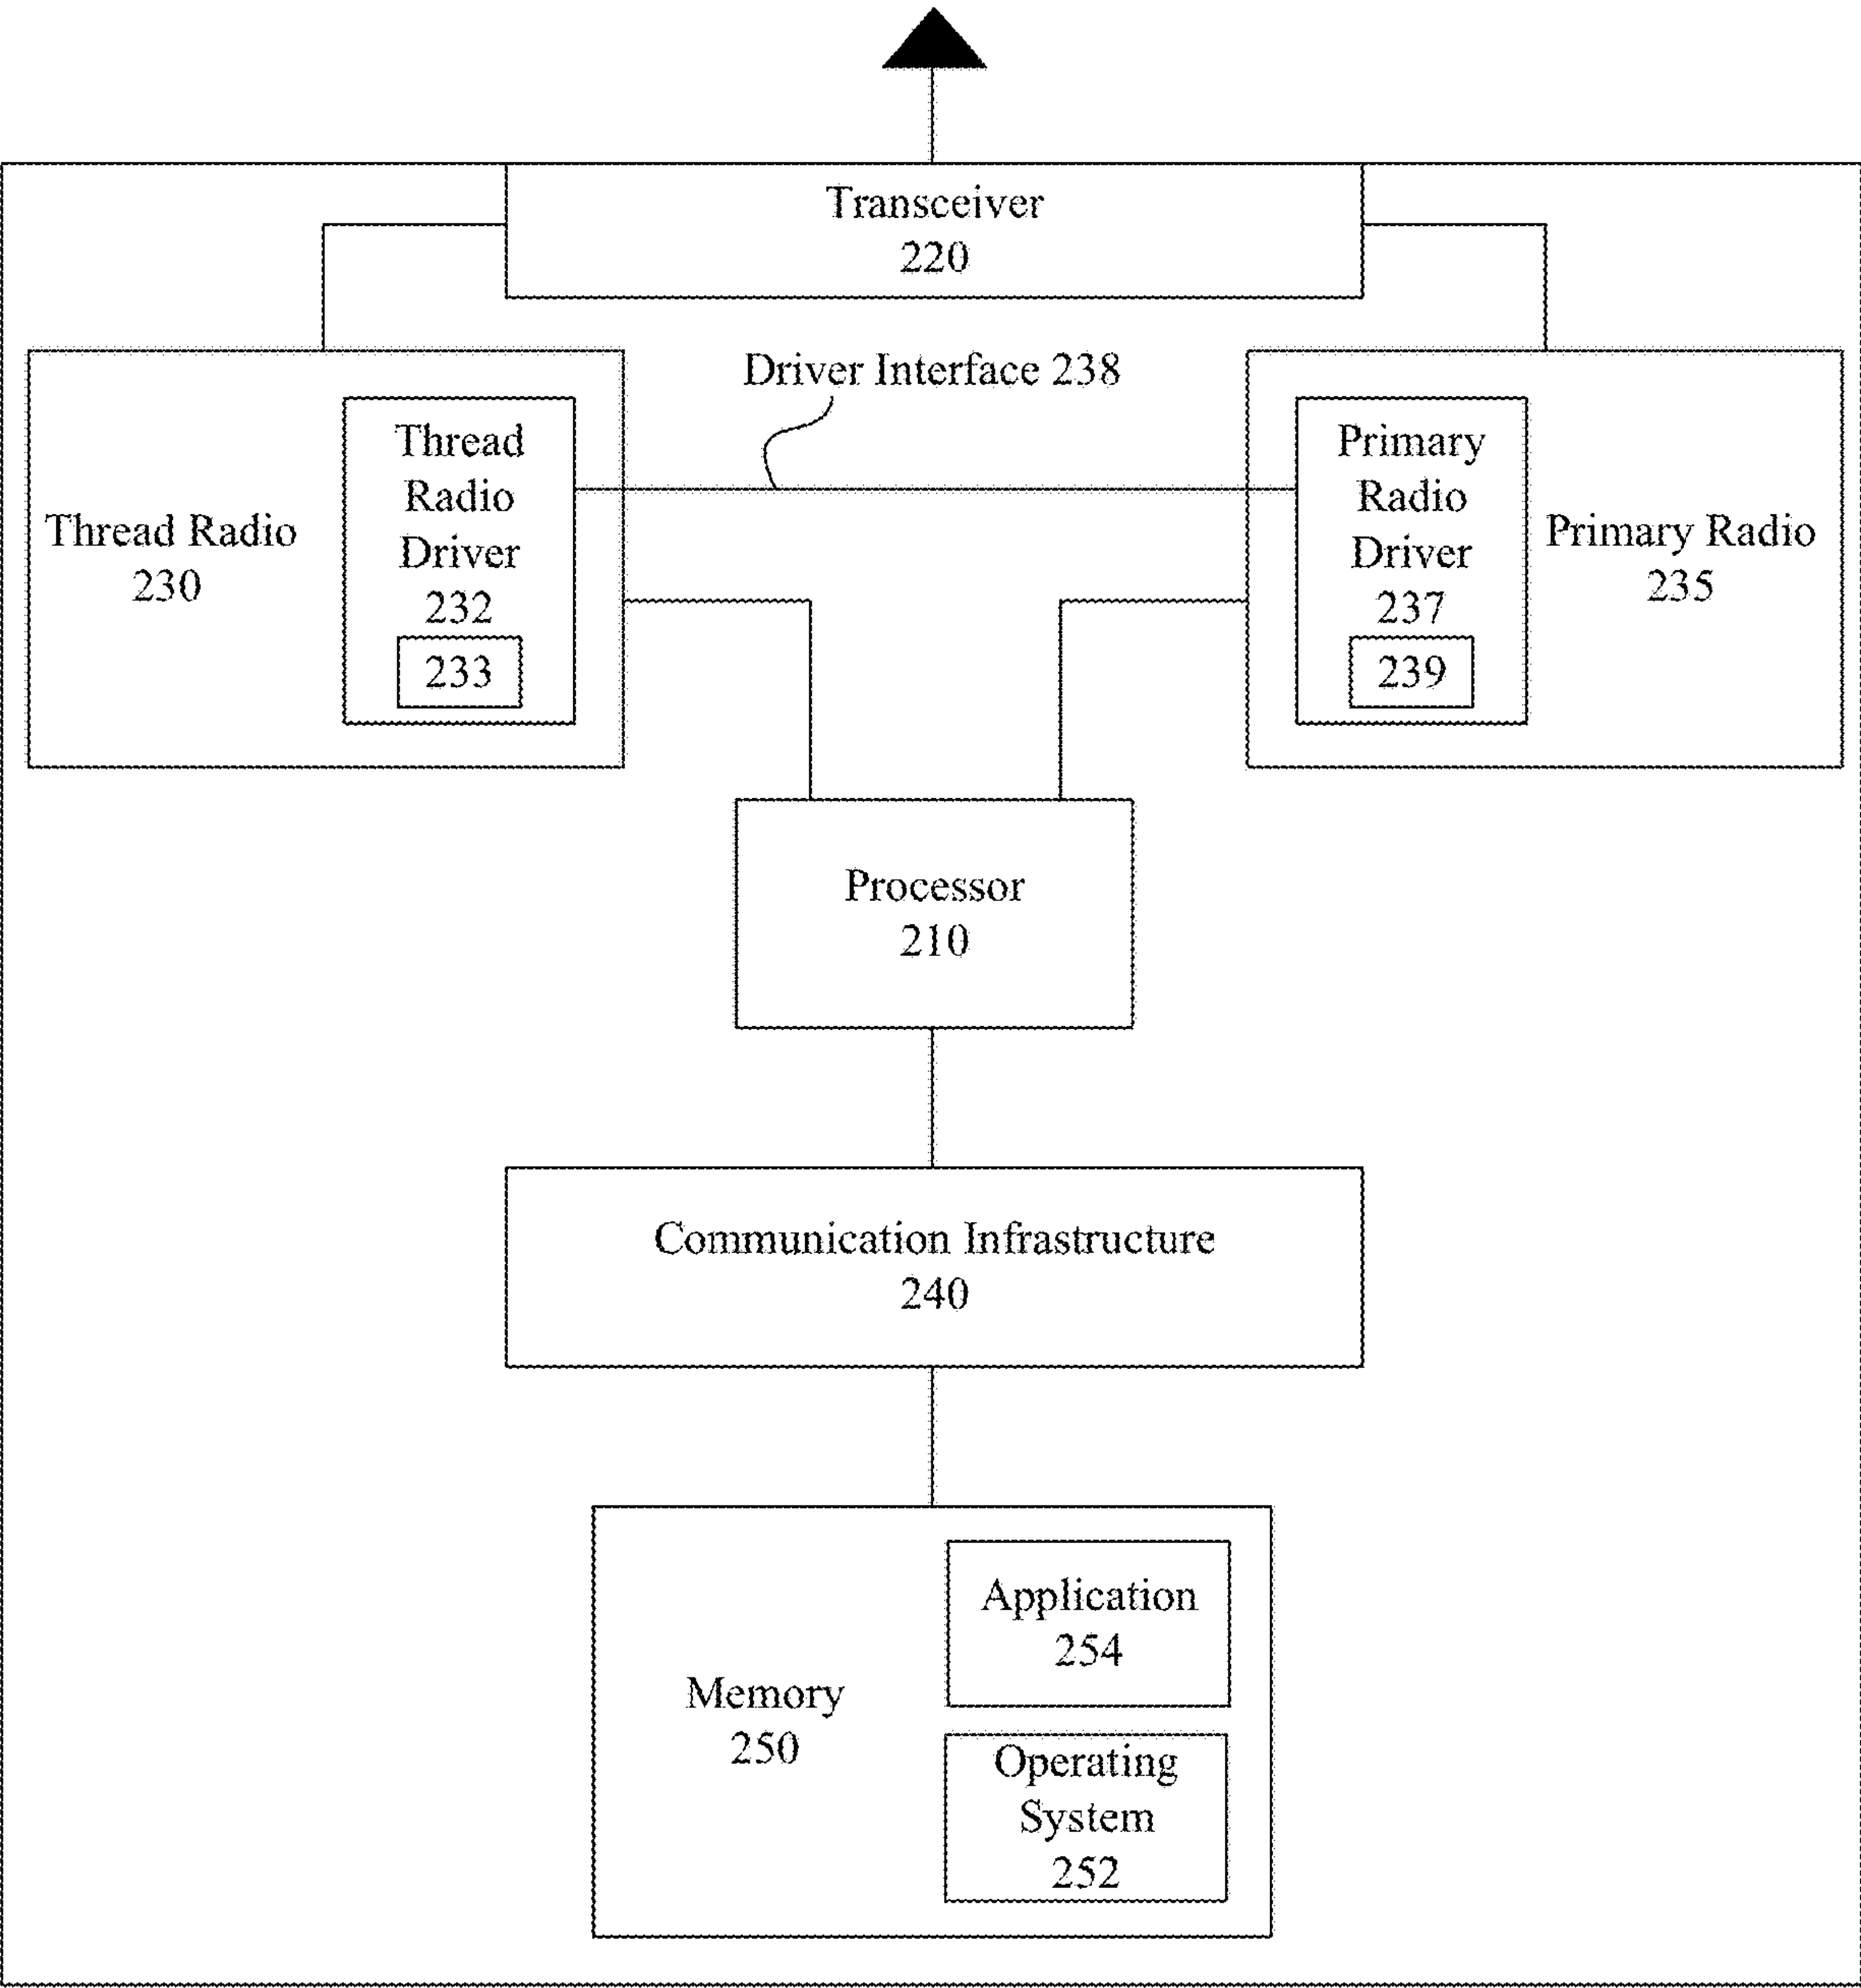 Transceiver
220
Driver Interface 238
Thread Radio
230
Thread
Radio
Driver
232
233
Primary
Radio
Driver
237
239
Primary Radio
235
Processor
210
Communication Infrastructure
240
Memory
250
Application
254
Operating
System
252